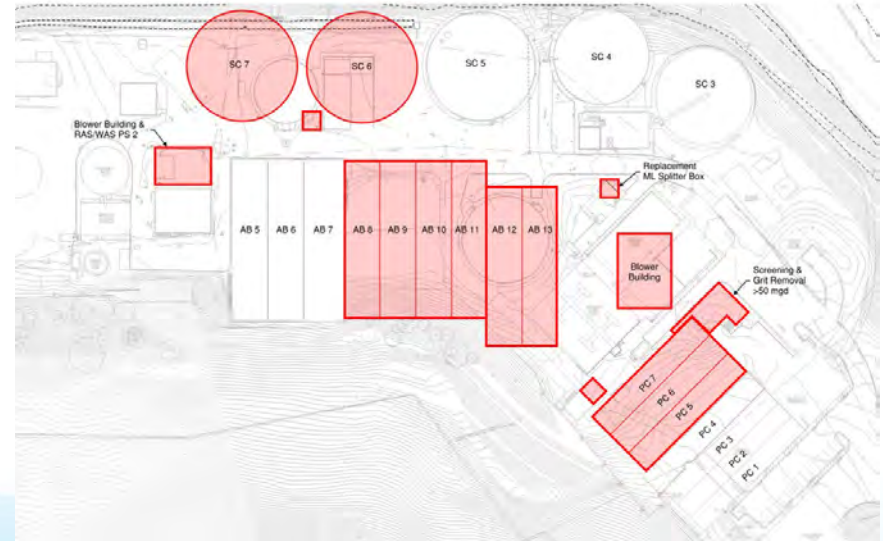 SC 7
SC 6
SC 5
SC 4
SC 3
Blower Building &
RAS/WAS PS 2
Replacement
ML Splitter Box
AB 5
AB 6
AB 7
AB 8
AB 9
AB 10
AB 11
AB 12
AB 13
Blower
Building
Screening &
Grit Removal
>50 mgd
PC 7
PC 6
PC 5
PC 4
PC 3
PC 2
PC 1